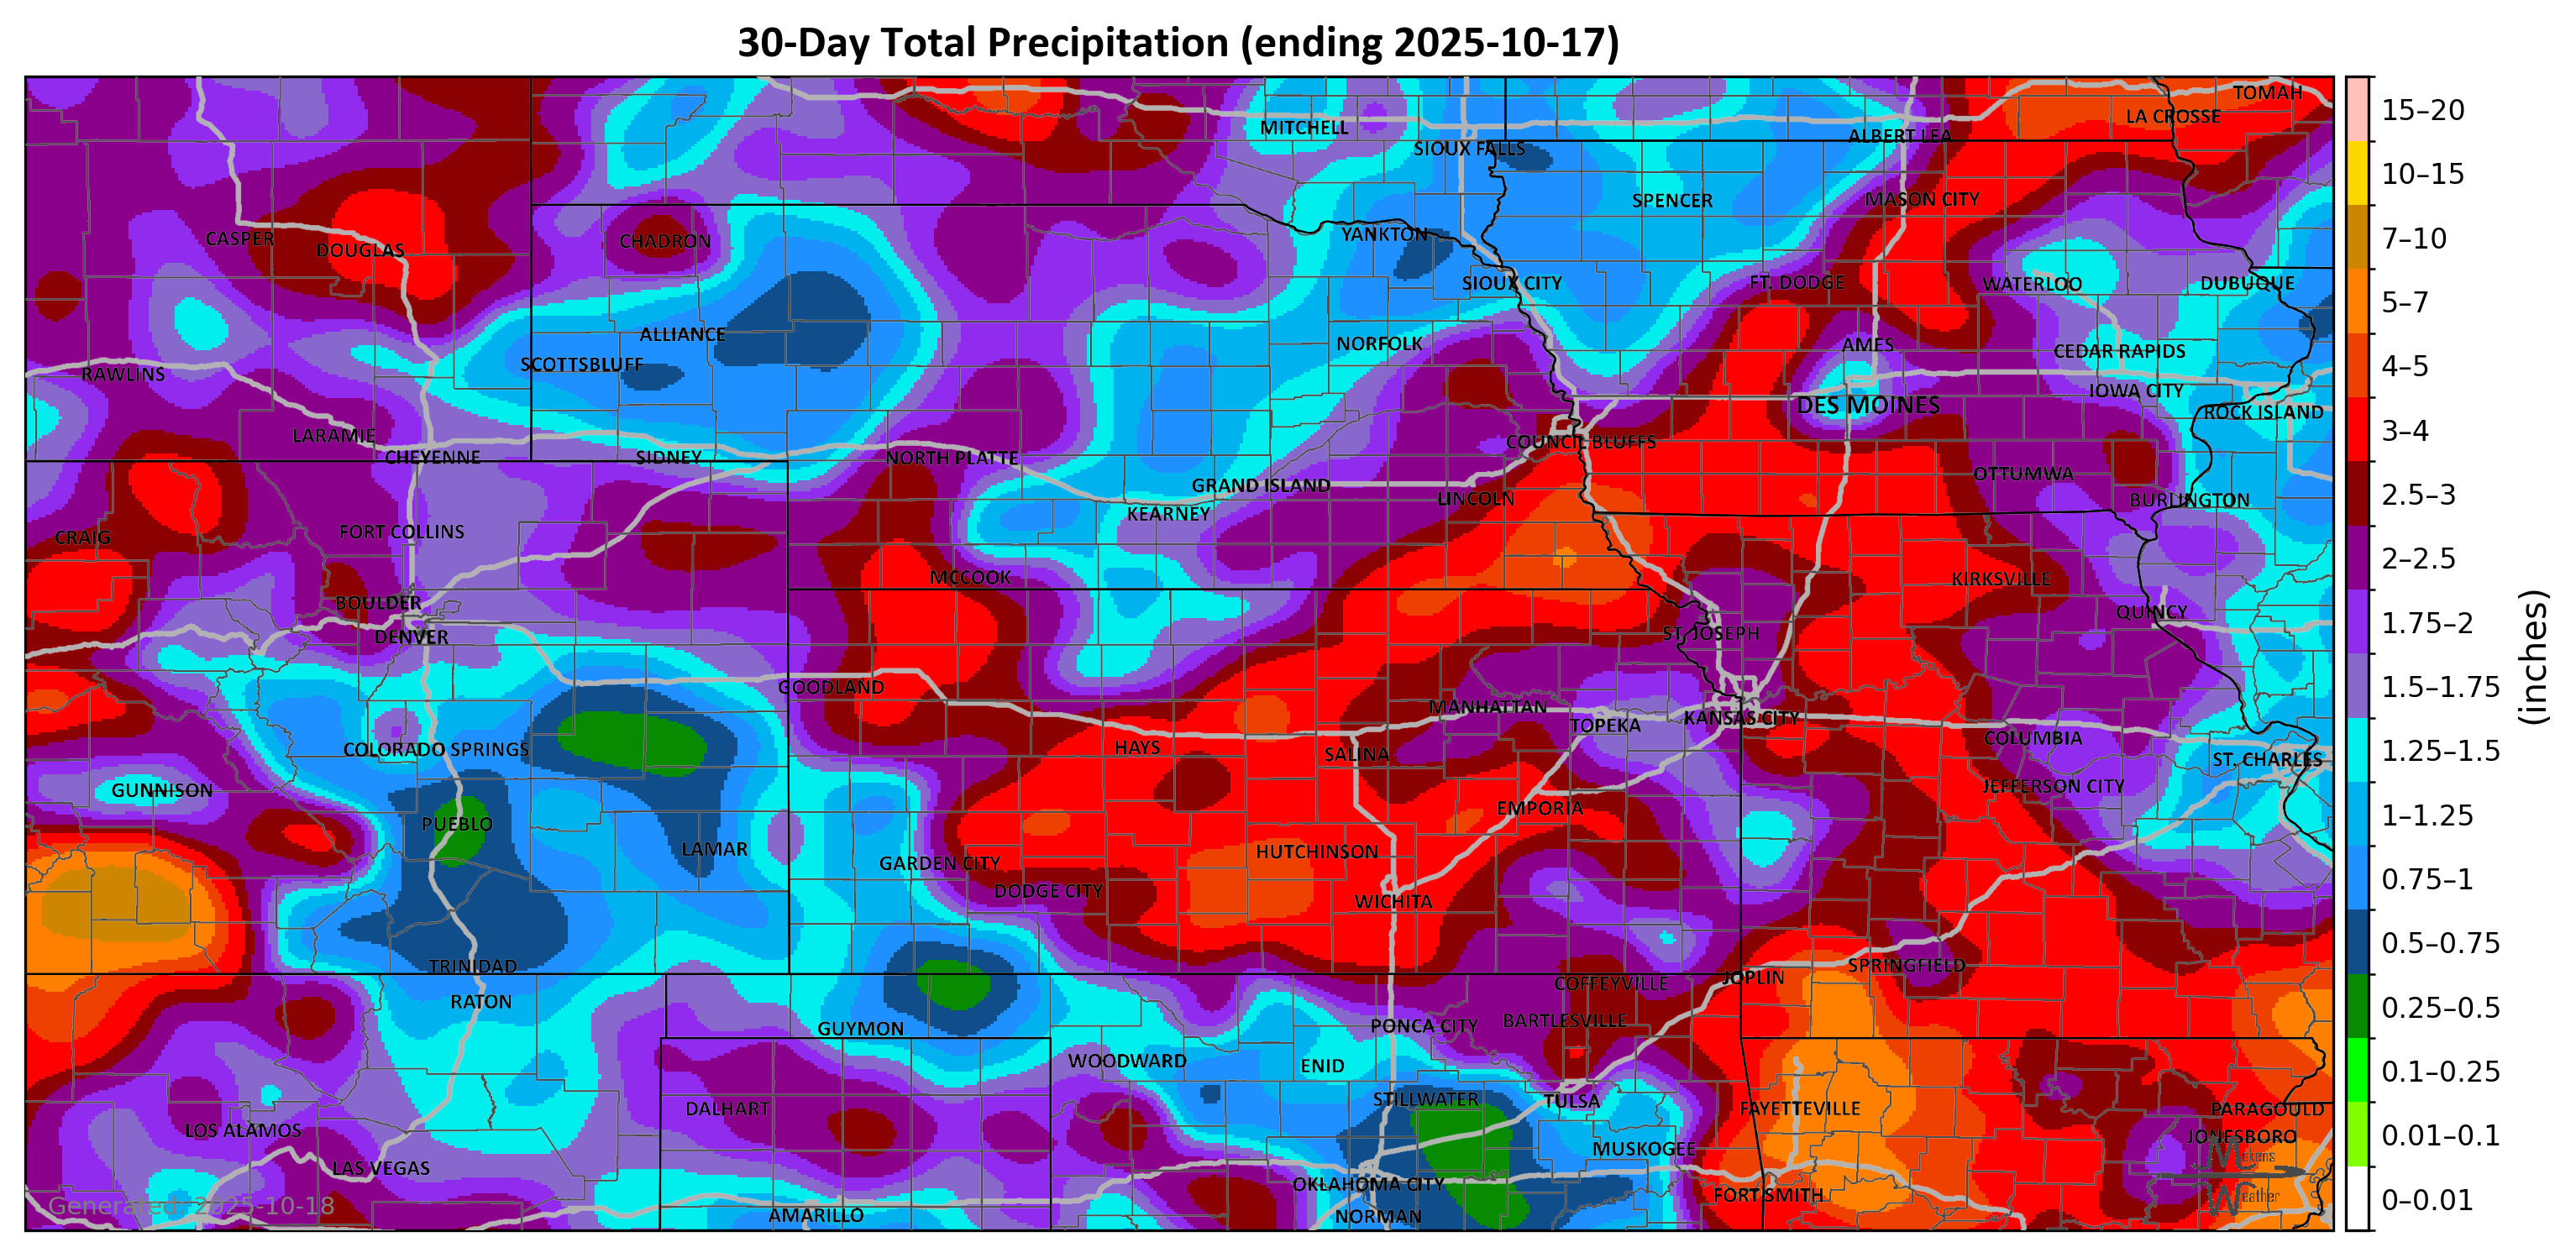 30-Day Total Precipitation (ending 2025-10-17)
TOMAH
LA CROSSE
MITCHELL
ALBERT LEA
SIOUX FALLS
SPENCER
MASON CITY
YANKTON
CASPER
CHADRON
DOUGLAS
SIOUX CITY
FT. DODGE
WATERLOO
DUBUQUE
ALLIANCE
NORFOLK
AMES
CEDAR RAPIDS
SCOTTSBLUFF
RAWLINS
IOWA CITY
DES MOINES
ROCK ISLAND
LARAMIE
COUNCIL BLUFFS
CHEYENNE
SIDNEY
NORTH PLATTE
OTTUMWA
GRAND ISLAND
LINCOLN
BURLINGTON
KEARNEY
FORT COLLINS
CRAIG
MCCOOK
KIRKSVILLE
BOULDER
QUINCY
DENVER
ST. JOSEPH
GOODLAND
MANHATTAN
TOPEKA
KANSAS CITY
COLUMBIA
COLORADO SPRINGS
HAYS
SALINA
ST. CHARLES
GUNNISON
JEFFERSON CITY
EMPORIA
PUEBLO
LAMAR
HUTCHINSON
GARDEN CITY
DODGE CITY
WICHITA
TRINIDAD
SPRINGFIELD
JOPLIN
COFFEYVILLE
RATON
BARTLESVILLE
PONCA CITY
GUYMON
WOODWARD
ENID
STILLWATER
TULSA
DALHART
FAYETTEVILLE
PARAGOULD
LOS ALAMOS
JONESBORO
MUSKOGEE
LAS VEGAS
OKLAHOMA CITY
FORT SMITH
AMARILLO
NORMAN
Generated: 2025-10-18
Maskens
Weather
15–20
10–15
7–10
5–7
4–5
3–4
2.5–3
2–2.5
1.75–2
1.5–1.75
1.25–1.5
1–1.25
0.75–1
0.5–0.75
0.25–0.5
0.1–0.25
0.01–0.1
0–0.01
(inches)